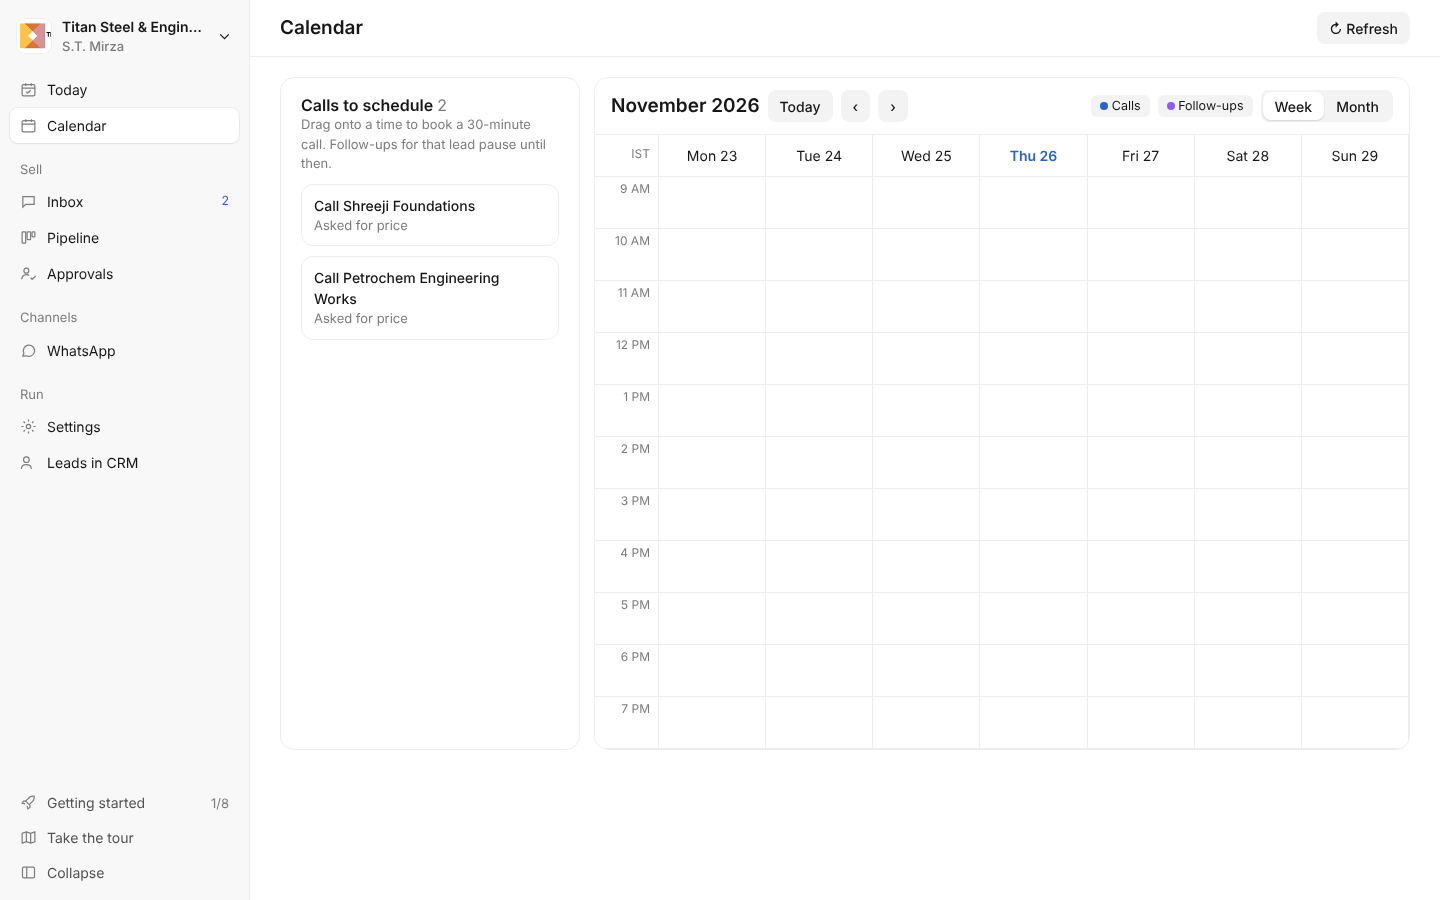 Titan Steel & Engin...
S.T. Mirza
Today
Calendar
Sell
Inbox 2
Pipeline
Approvals
Channels
WhatsApp
Run
Settings
Leads in CRM
Getting started 1/8
Take the tour
Collapse
Calendar
↻ Refresh
Calls to schedule 2
Drag onto a time to book a 30-minute
call. Follow-ups for that lead pause until
then.
Call Shreeji Foundations
Asked for price
Call Petrochem Engineering
Works
Asked for price
November 2026 Today ‹ › Calls Follow-ups Week Month
IST Mon 23 Tue 24 Wed 25 Thu 26 Fri 27 Sat 28 Sun 29
9 AM
10 AM
11 AM
12 PM
1 PM
2 PM
3 PM
4 PM
5 PM
6 PM
7 PM